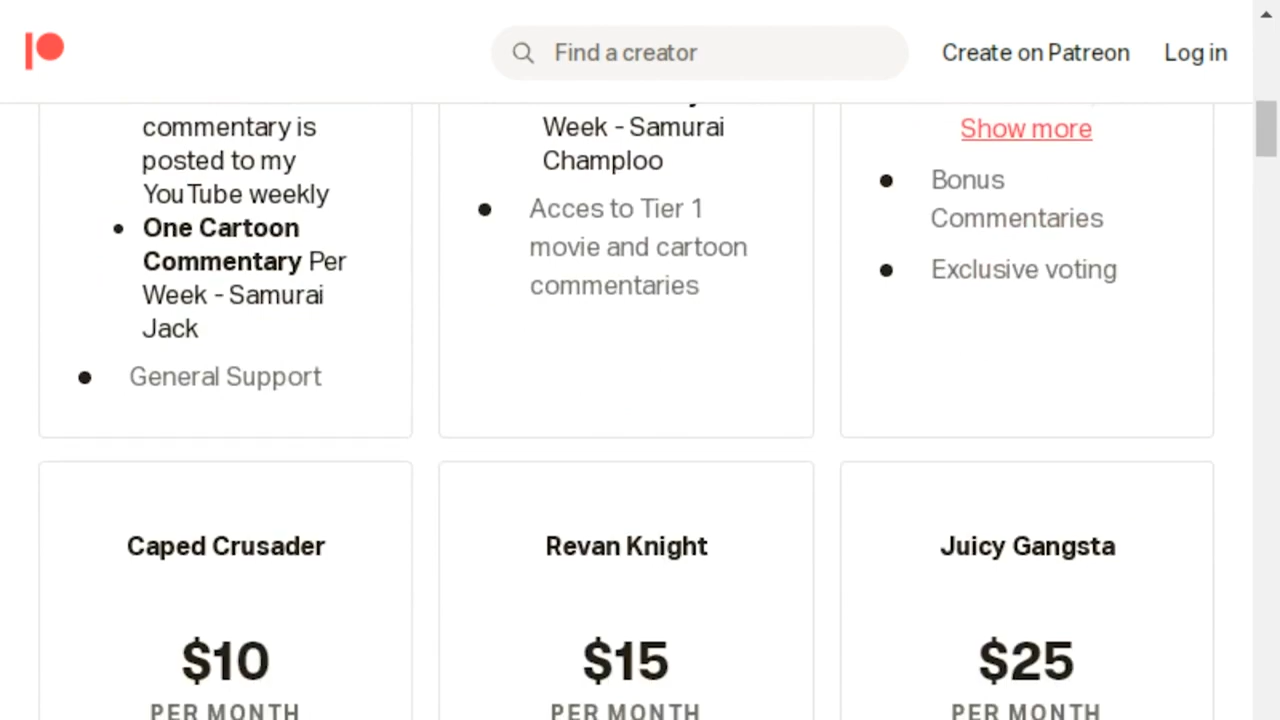 Find a creator
Create on Patreon
Log in
commentary is
posted to my
YouTube weekly
One Cartoon
Commentary Per
Week - Samurai
Jack
General Support
Week - Samurai
Champloo
Acces to Tier 1
movie and cartoon
commentaries
Show more
Bonus
Commentaries
Exclusive voting
Caped Crusader
$10
PER MONTH
Revan Knight
$15
PER MONTH
Juicy Gangsta
$25
PER MONTH